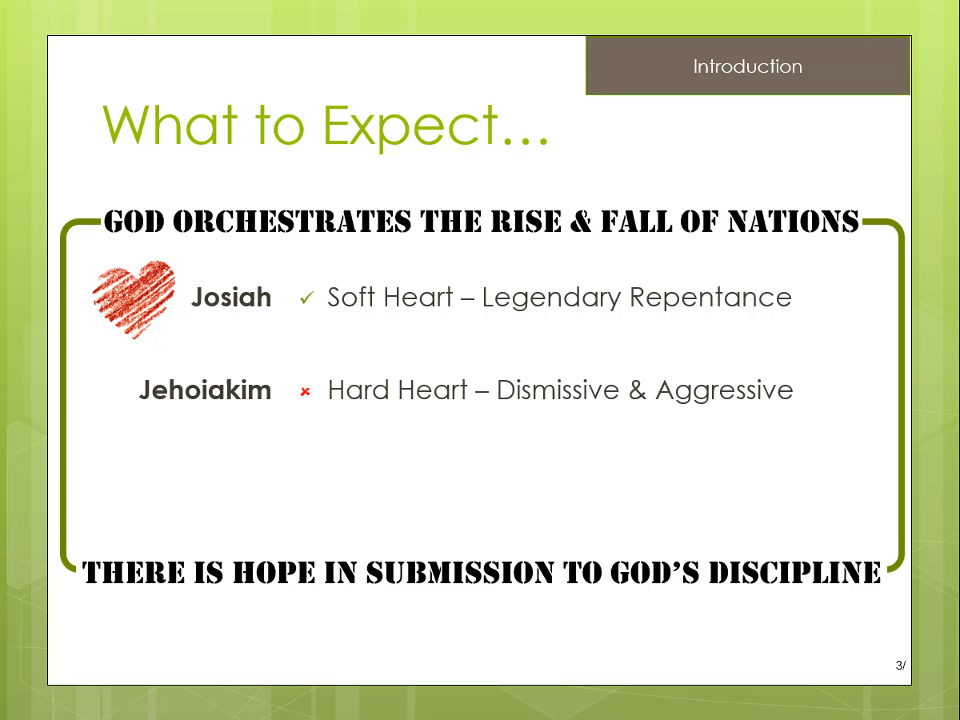 Introduction
What to Expect…
GOD ORCHESTRATES THE RISE & FALL OF NATIONS
Josiah ✓ Soft Heart – Legendary Repentance
Jehoiakim × Hard Heart – Dismissive & Aggressive
THERE IS HOPE IN SUBMISSION TO GOD’S DISCIPLINE
3/